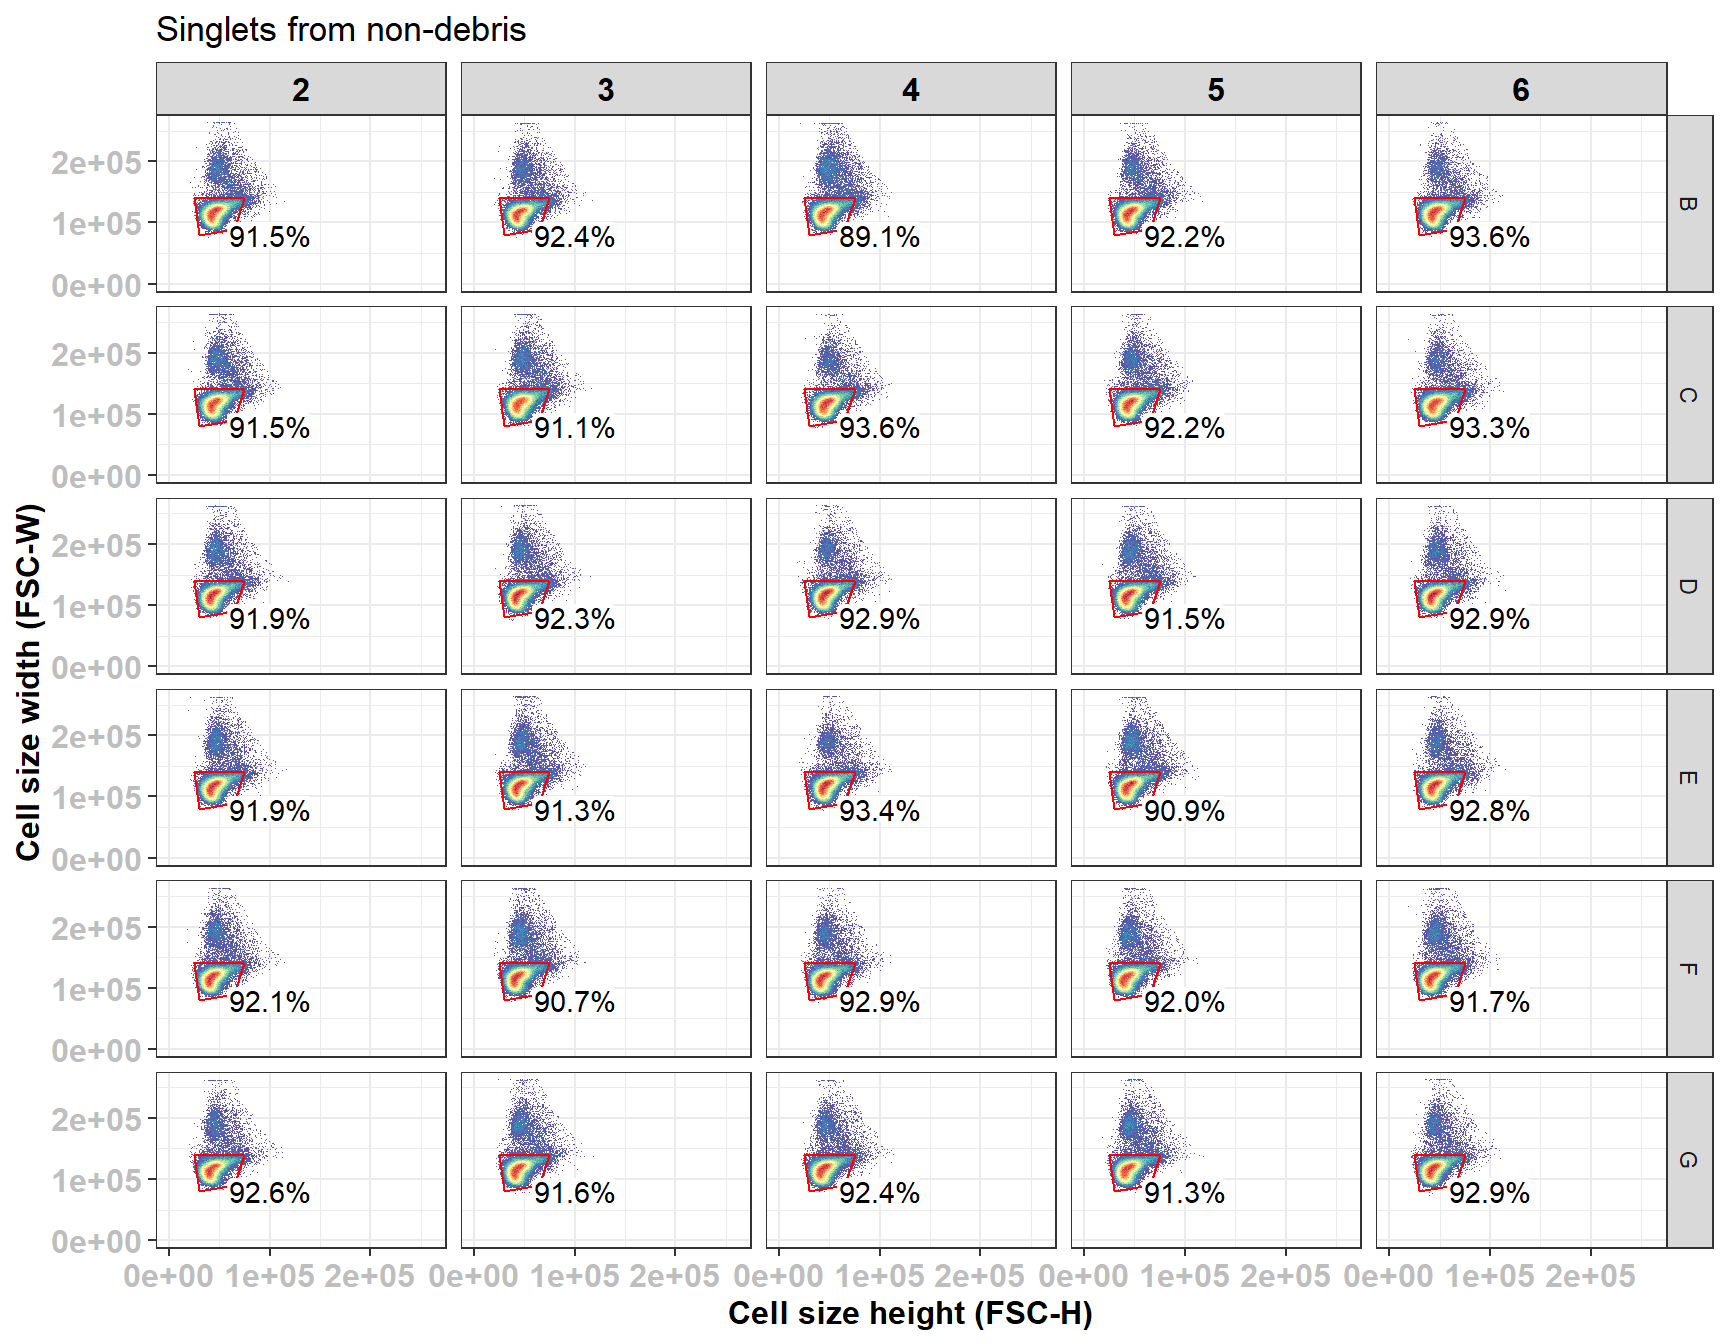 Singlets from non-debris
2 3 4 5 6
2e+05
1e+05
0e+00
91.5% 92.4% 89.1% 92.2% 93.6%
B
2e+05
1e+05
0e+00
91.5% 91.1% 93.6% 92.2% 93.3%
C
2e+05
1e+05
0e+00
91.9% 92.3% 92.9% 91.5% 92.9%
D
2e+05
1e+05
0e+00
91.9% 91.3% 93.4% 90.9% 92.8%
E
2e+05
1e+05
0e+00
92.1% 90.7% 92.9% 92.0% 91.7%
F
2e+05
1e+05
0e+00
92.6% 91.6% 92.4% 91.3% 92.9%
G
0e+00 1e+05 2e+05 0e+00 1e+05 2e+05 0e+00 1e+05 2e+05 0e+00 1e+05 2e+05 0e+00 1e+05 2e+05
Cell size height (FSC-H)
Cell size width (FSC-W)